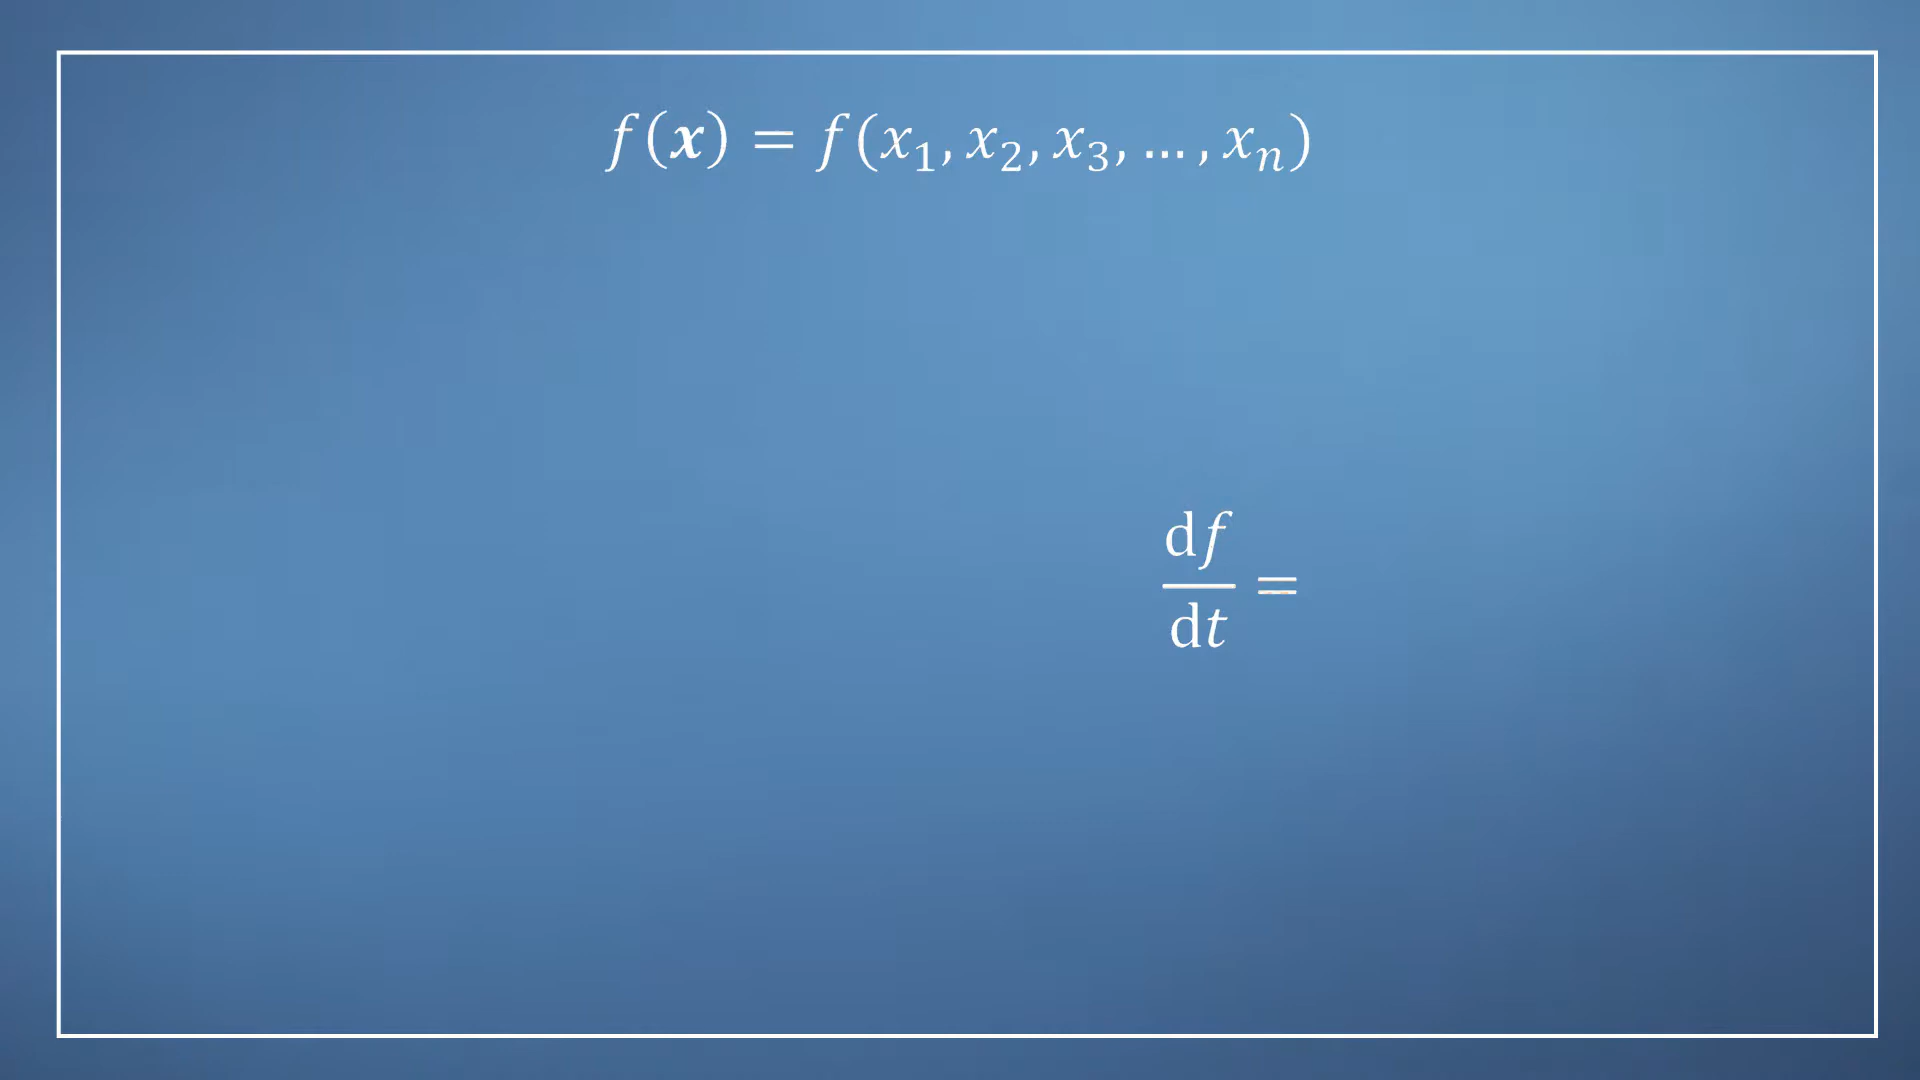 f(x) = f(x₁, x₂, x₃, … , xₙ)
df/dt =